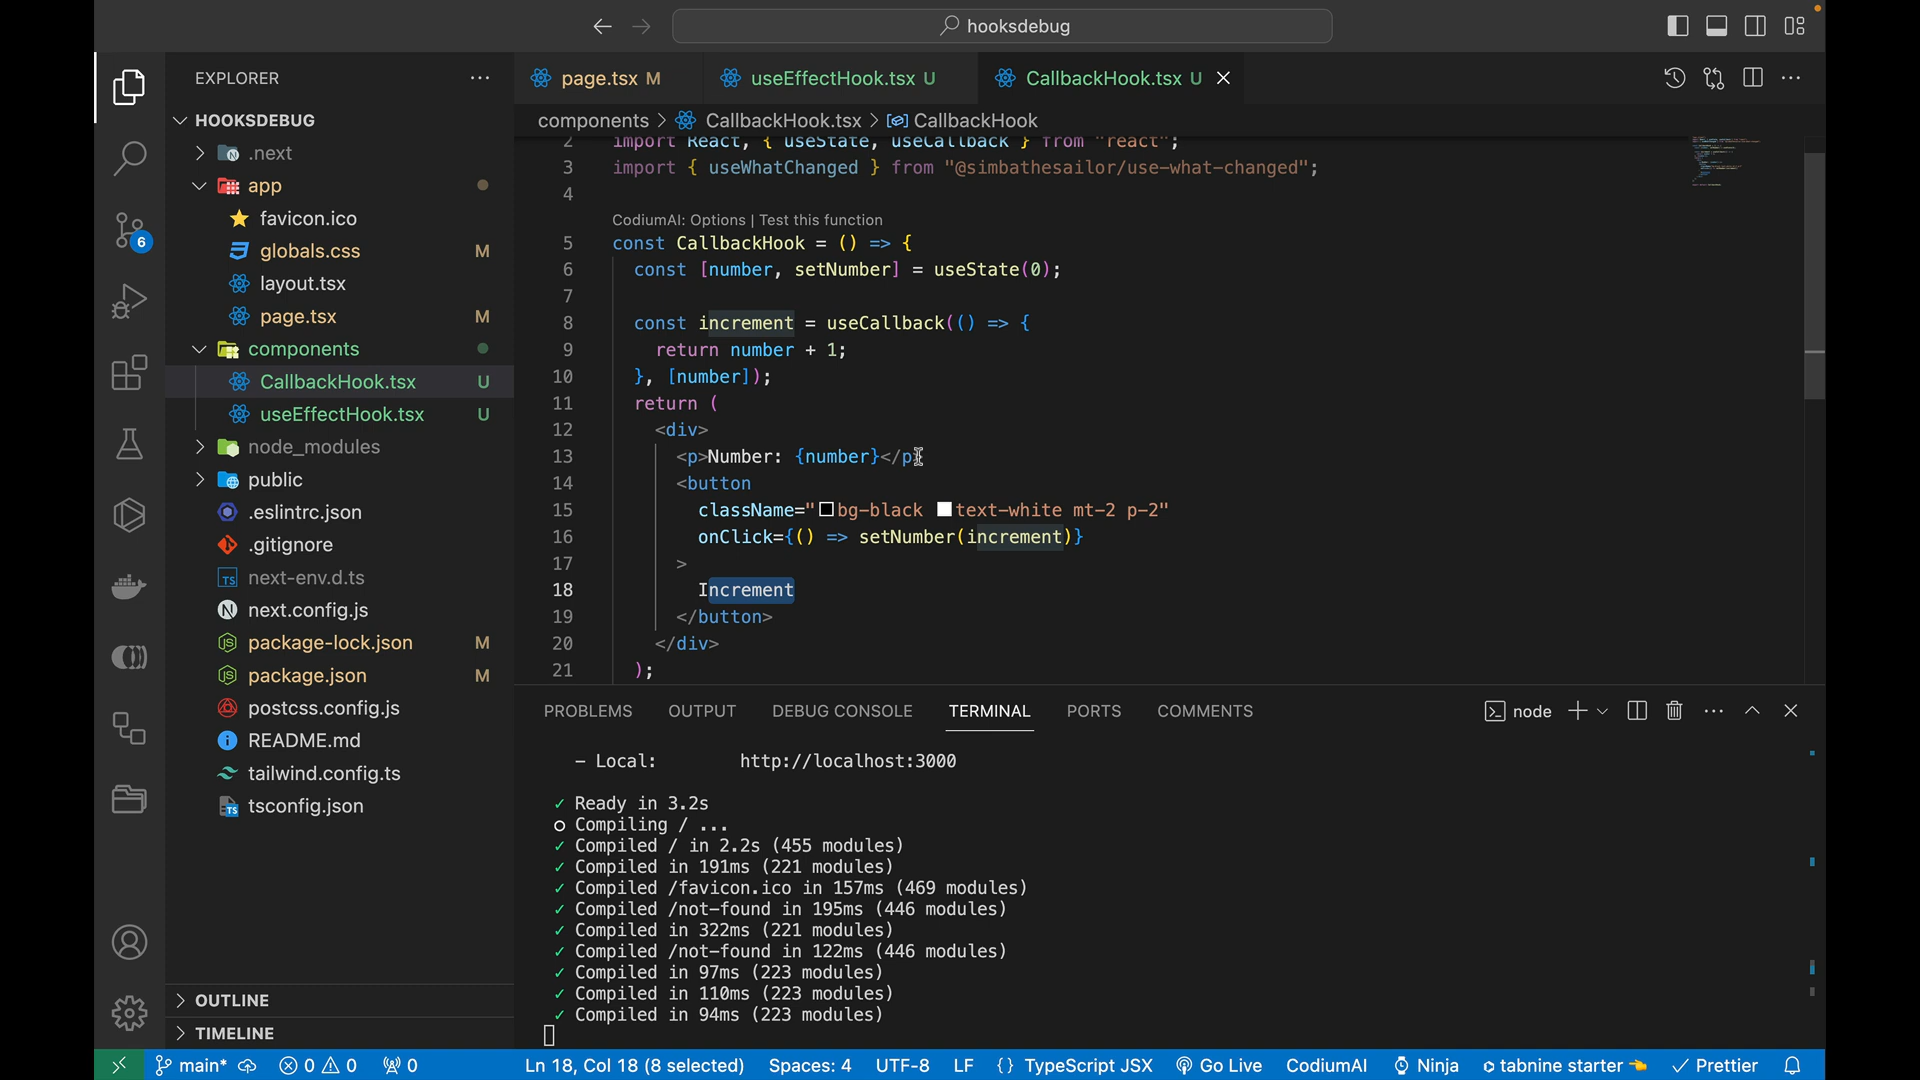 hooksdebug
EXPLORER
HOOKSDEBUG
.next
app
favicon.ico
globals.css M
layout.tsx
page.tsx M
components
CallbackHook.tsx U
useEffectHook.tsx U
node_modules
public
.eslintrc.json
.gitignore
next-env.d.ts
next.config.js
package-lock.json M
package.json M
postcss.config.js
README.md
tailwind.config.ts
tsconfig.json
OUTLINE
TIMELINE
6
page.tsx M useEffectHook.tsx U CallbackHook.tsx U
components > CallbackHook.tsx > CallbackHook
2 import React, { useState, useCallback } from "react";
3 import { useWhatChanged } from "@simbathesailor/use-what-changed";
4
CodiumAI: Options | Test this function
5 const CallbackHook = () => {
6 const [number, setNumber] = useState(0);
7
8 const increment = useCallback(() => {
9 return number + 1;
10 }, [number]);
11 return (
12 <div>
13 <p>Number: {number}</p>
14 <button
15 className="bg-black text-white mt-2 p-2"
16 onClick={() => setNumber(increment)}
17 >
18 Increment
19 </button>
20 </div>
21 );
PROBLEMS OUTPUT DEBUG CONSOLE TERMINAL PORTS COMMENTS node
- Local: http://localhost:3000
✓ Ready in 3.2s
○ Compiling / ...
✓ Compiled / in 2.2s (455 modules)
✓ Compiled in 191ms (221 modules)
✓ Compiled /favicon.ico in 157ms (469 modules)
✓ Compiled /not-found in 195ms (446 modules)
✓ Compiled in 322ms (221 modules)
✓ Compiled /not-found in 122ms (446 modules)
✓ Compiled in 97ms (223 modules)
✓ Compiled in 110ms (223 modules)
✓ Compiled in 94ms (223 modules)
main* 0 0 0 Ln 18, Col 18 (8 selected) Spaces: 4 UTF-8 LF {} TypeScript JSX Go Live CodiumAI Ninja tabnine starter Prettier